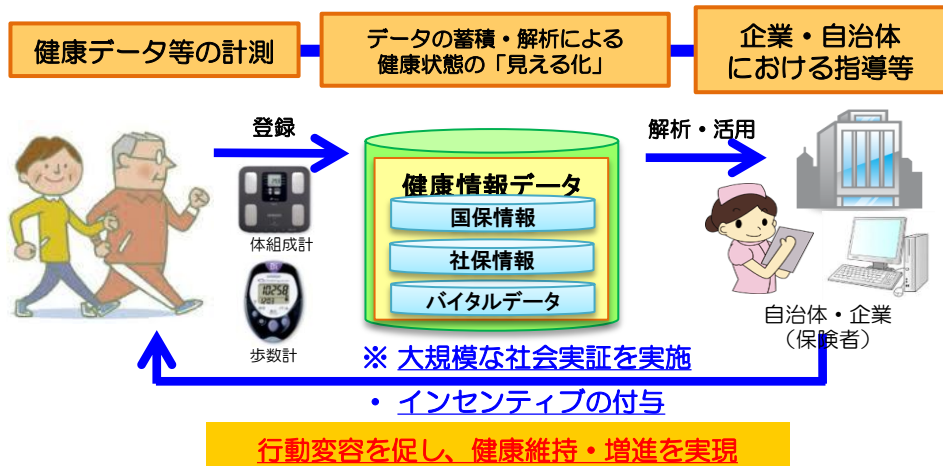 健康データ等の計測
データの蓄積・解析による
健康状態の「見える化」
企業・自治体
における指導等
登録
解析・活用
体組成計
10258
歩数計
健康情報データ
国保情報
社保情報
バイタルデータ
自治体・企業
（保険者）
※ 大規模な社会実証を実施
・ インセンティブの付与
行動変容を促し、健康維持・増進を実現